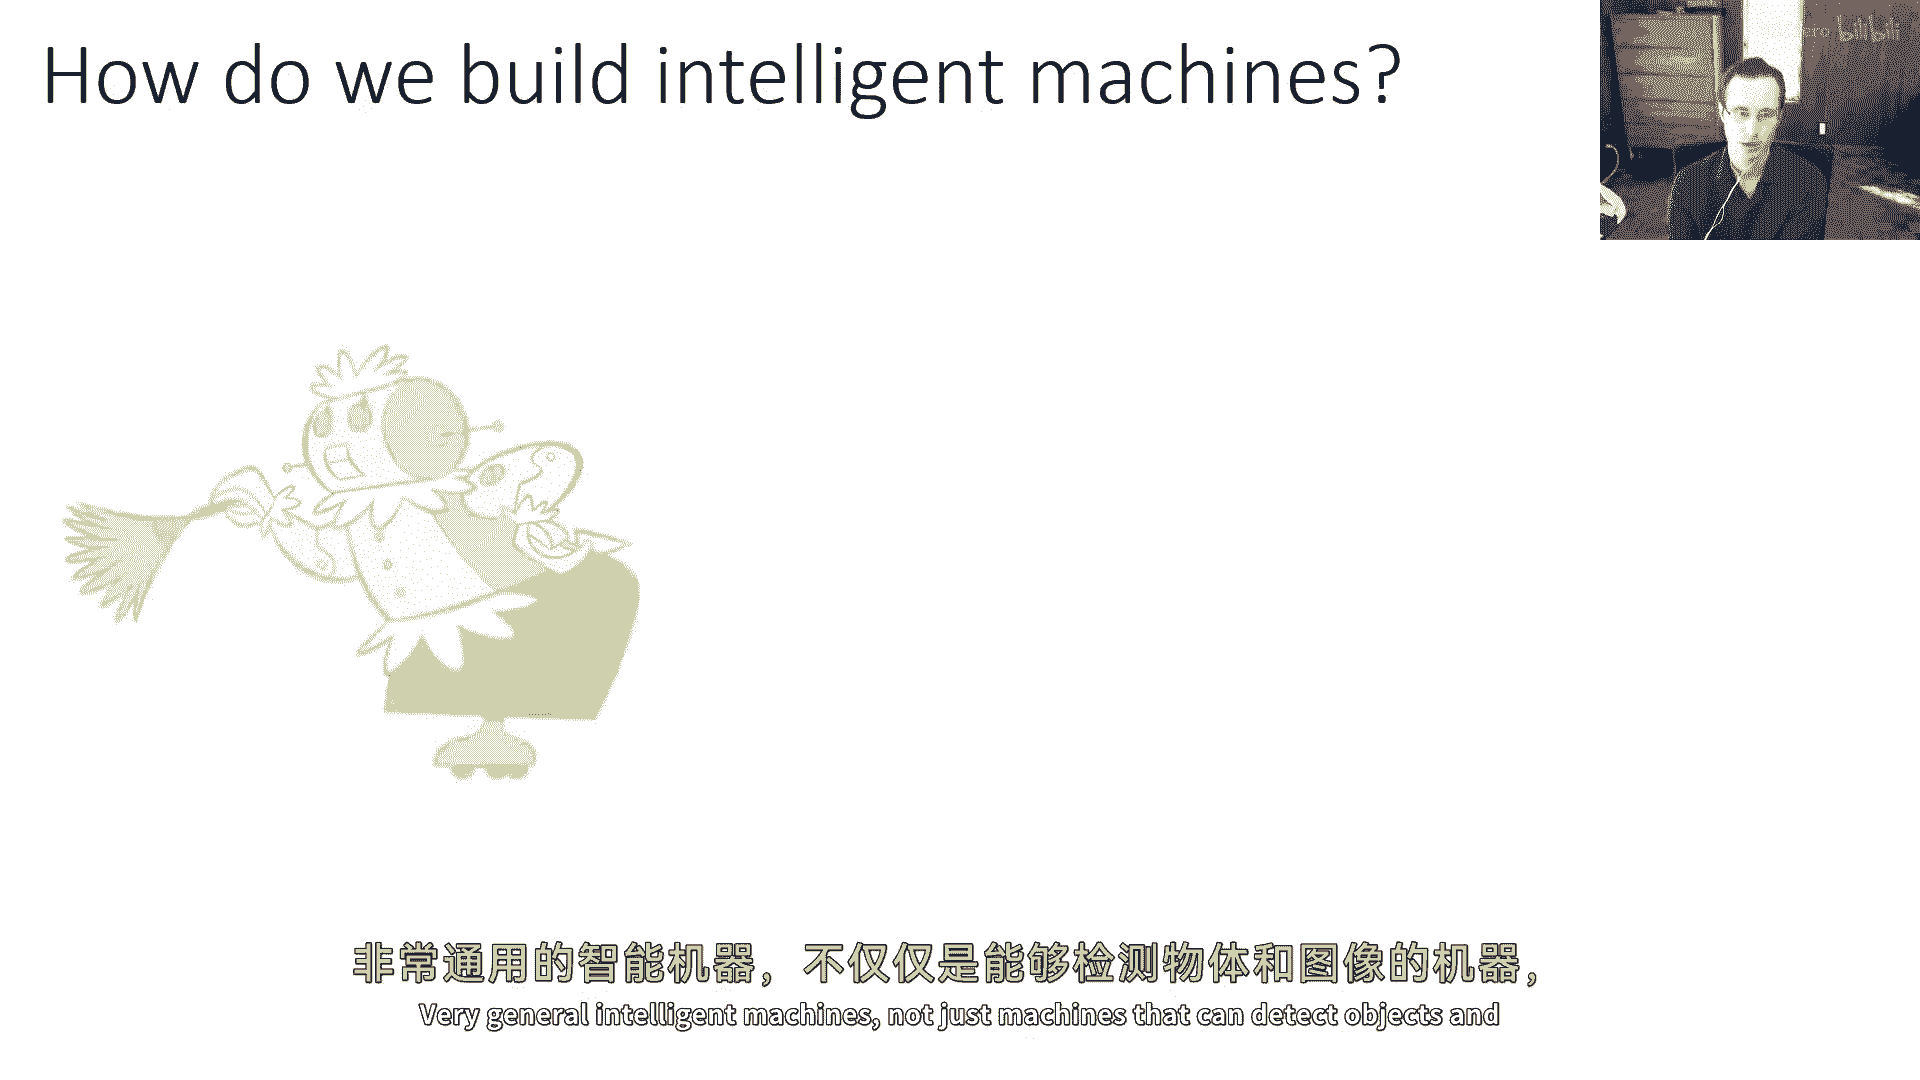 How do we build intelligent machines?
bilibili
非常通用的智能机器，不仅仅是能够检测物体和图像的机器，
Very general intelligent machines, not just machines that can detect objects and